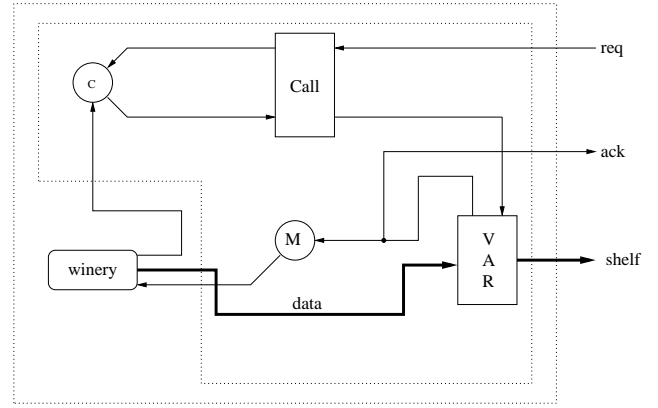 req
C
Call
ack
M
V
A
R
winery
shelf
data